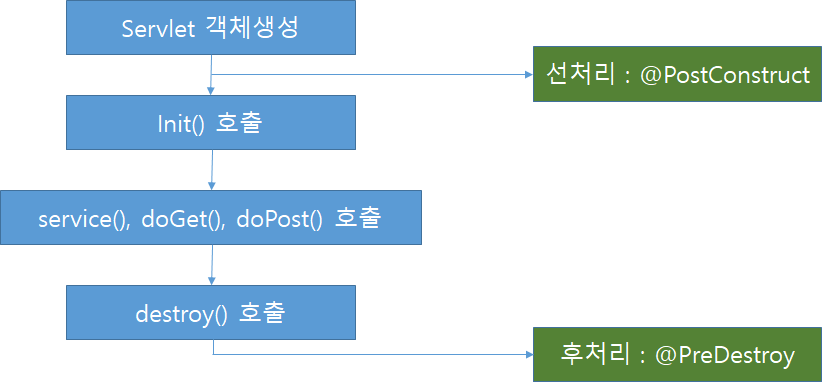 Servlet 객체생성
선처리 : @PostConstruct
Init() 호출
service(), doGet(), doPost() 호출
destroy() 호출
후처리 : @PreDestroy